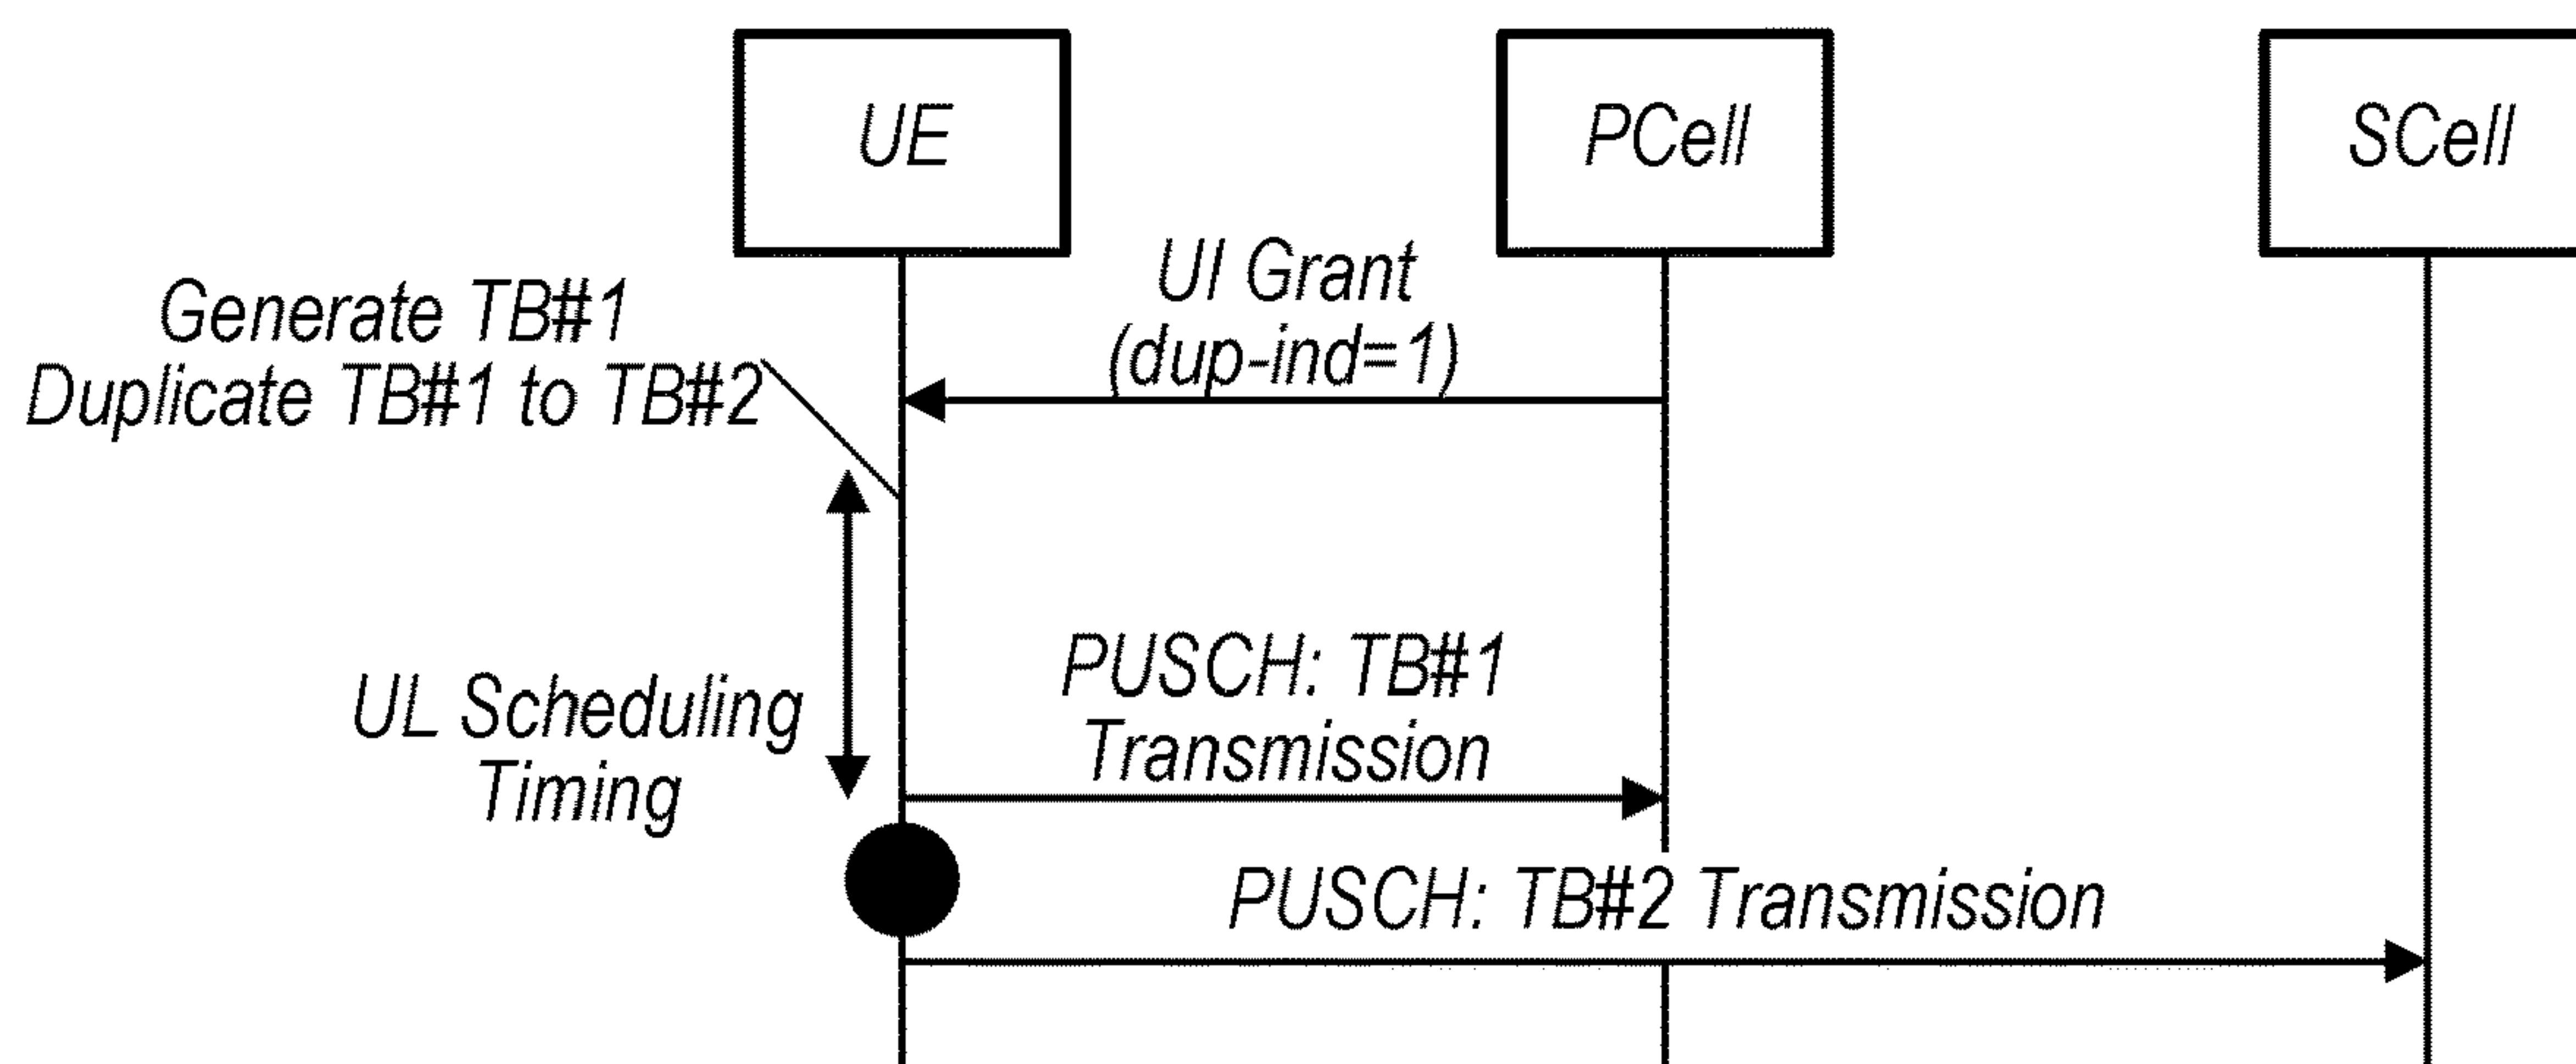 UE
PCell
SCell
UI Grant
(dup-ind=1)
Generate TB#1
Duplicate TB#1 to TB#2
PUSCH: TB#1
Transmission
UL Scheduling
Timing
PUSCH: TB#2 Transmission